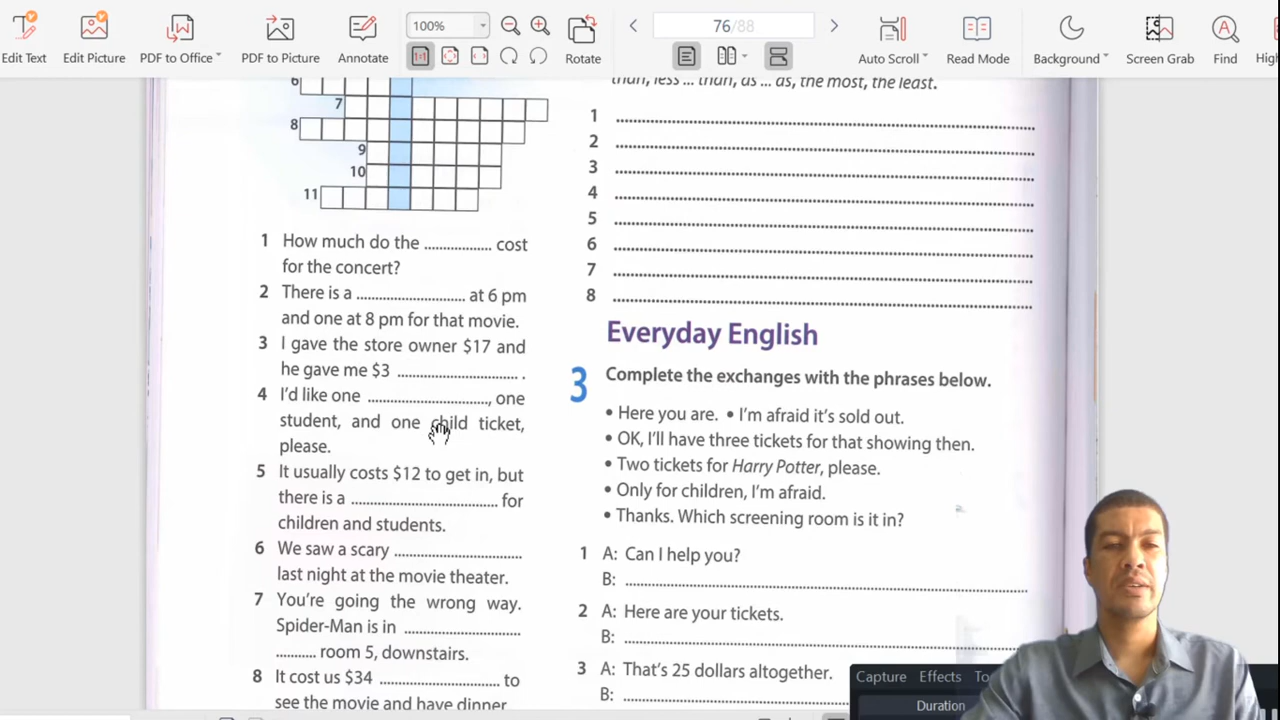 Edit Text
Edit Picture
PDF to Office
PDF to Picture
Annotate
100%
Rotate
76/88
Auto Scroll
Read Mode
Background
Screen Grab
Find
6
7
8
9
10
11
1 How much do the .............. cost
for the concert?
2 There is a ........................ at 6 pm
and one at 8 pm for that movie.
3 I gave the store owner $17 and
he gave me $3 .......................... .
4 I'd like one .........................., one
student, and one child ticket,
please.
5 It usually costs $12 to get in, but
there is a ............................... for
children and students.
6 We saw a scary ...........................
last night at the movie theater.
7 You're going the wrong way.
Spider-Man is in .........................
......... room 5, downstairs.
8 It cost us $34 .......................... to
see the movie and have dinner
than, less ... than, as ... as, the most, the least.
1 ................................................
2 ................................................
3 ................................................
4 ................................................
5 ................................................
6 ................................................
7 ................................................
8 ................................................
Everyday English
3 Complete the exchanges with the phrases below.
• Here you are. • I'm afraid it's sold out.
• OK, I'll have three tickets for that showing then.
• Two tickets for Harry Potter, please.
• Only for children, I'm afraid.
• Thanks. Which screening room is it in?
1 A: Can I help you?
B: ................................................
2 A: Here are your tickets.
B: ................................................
3 A: That's 25 dollars altogether.
B: ................................................
Capture
Effects
Duration